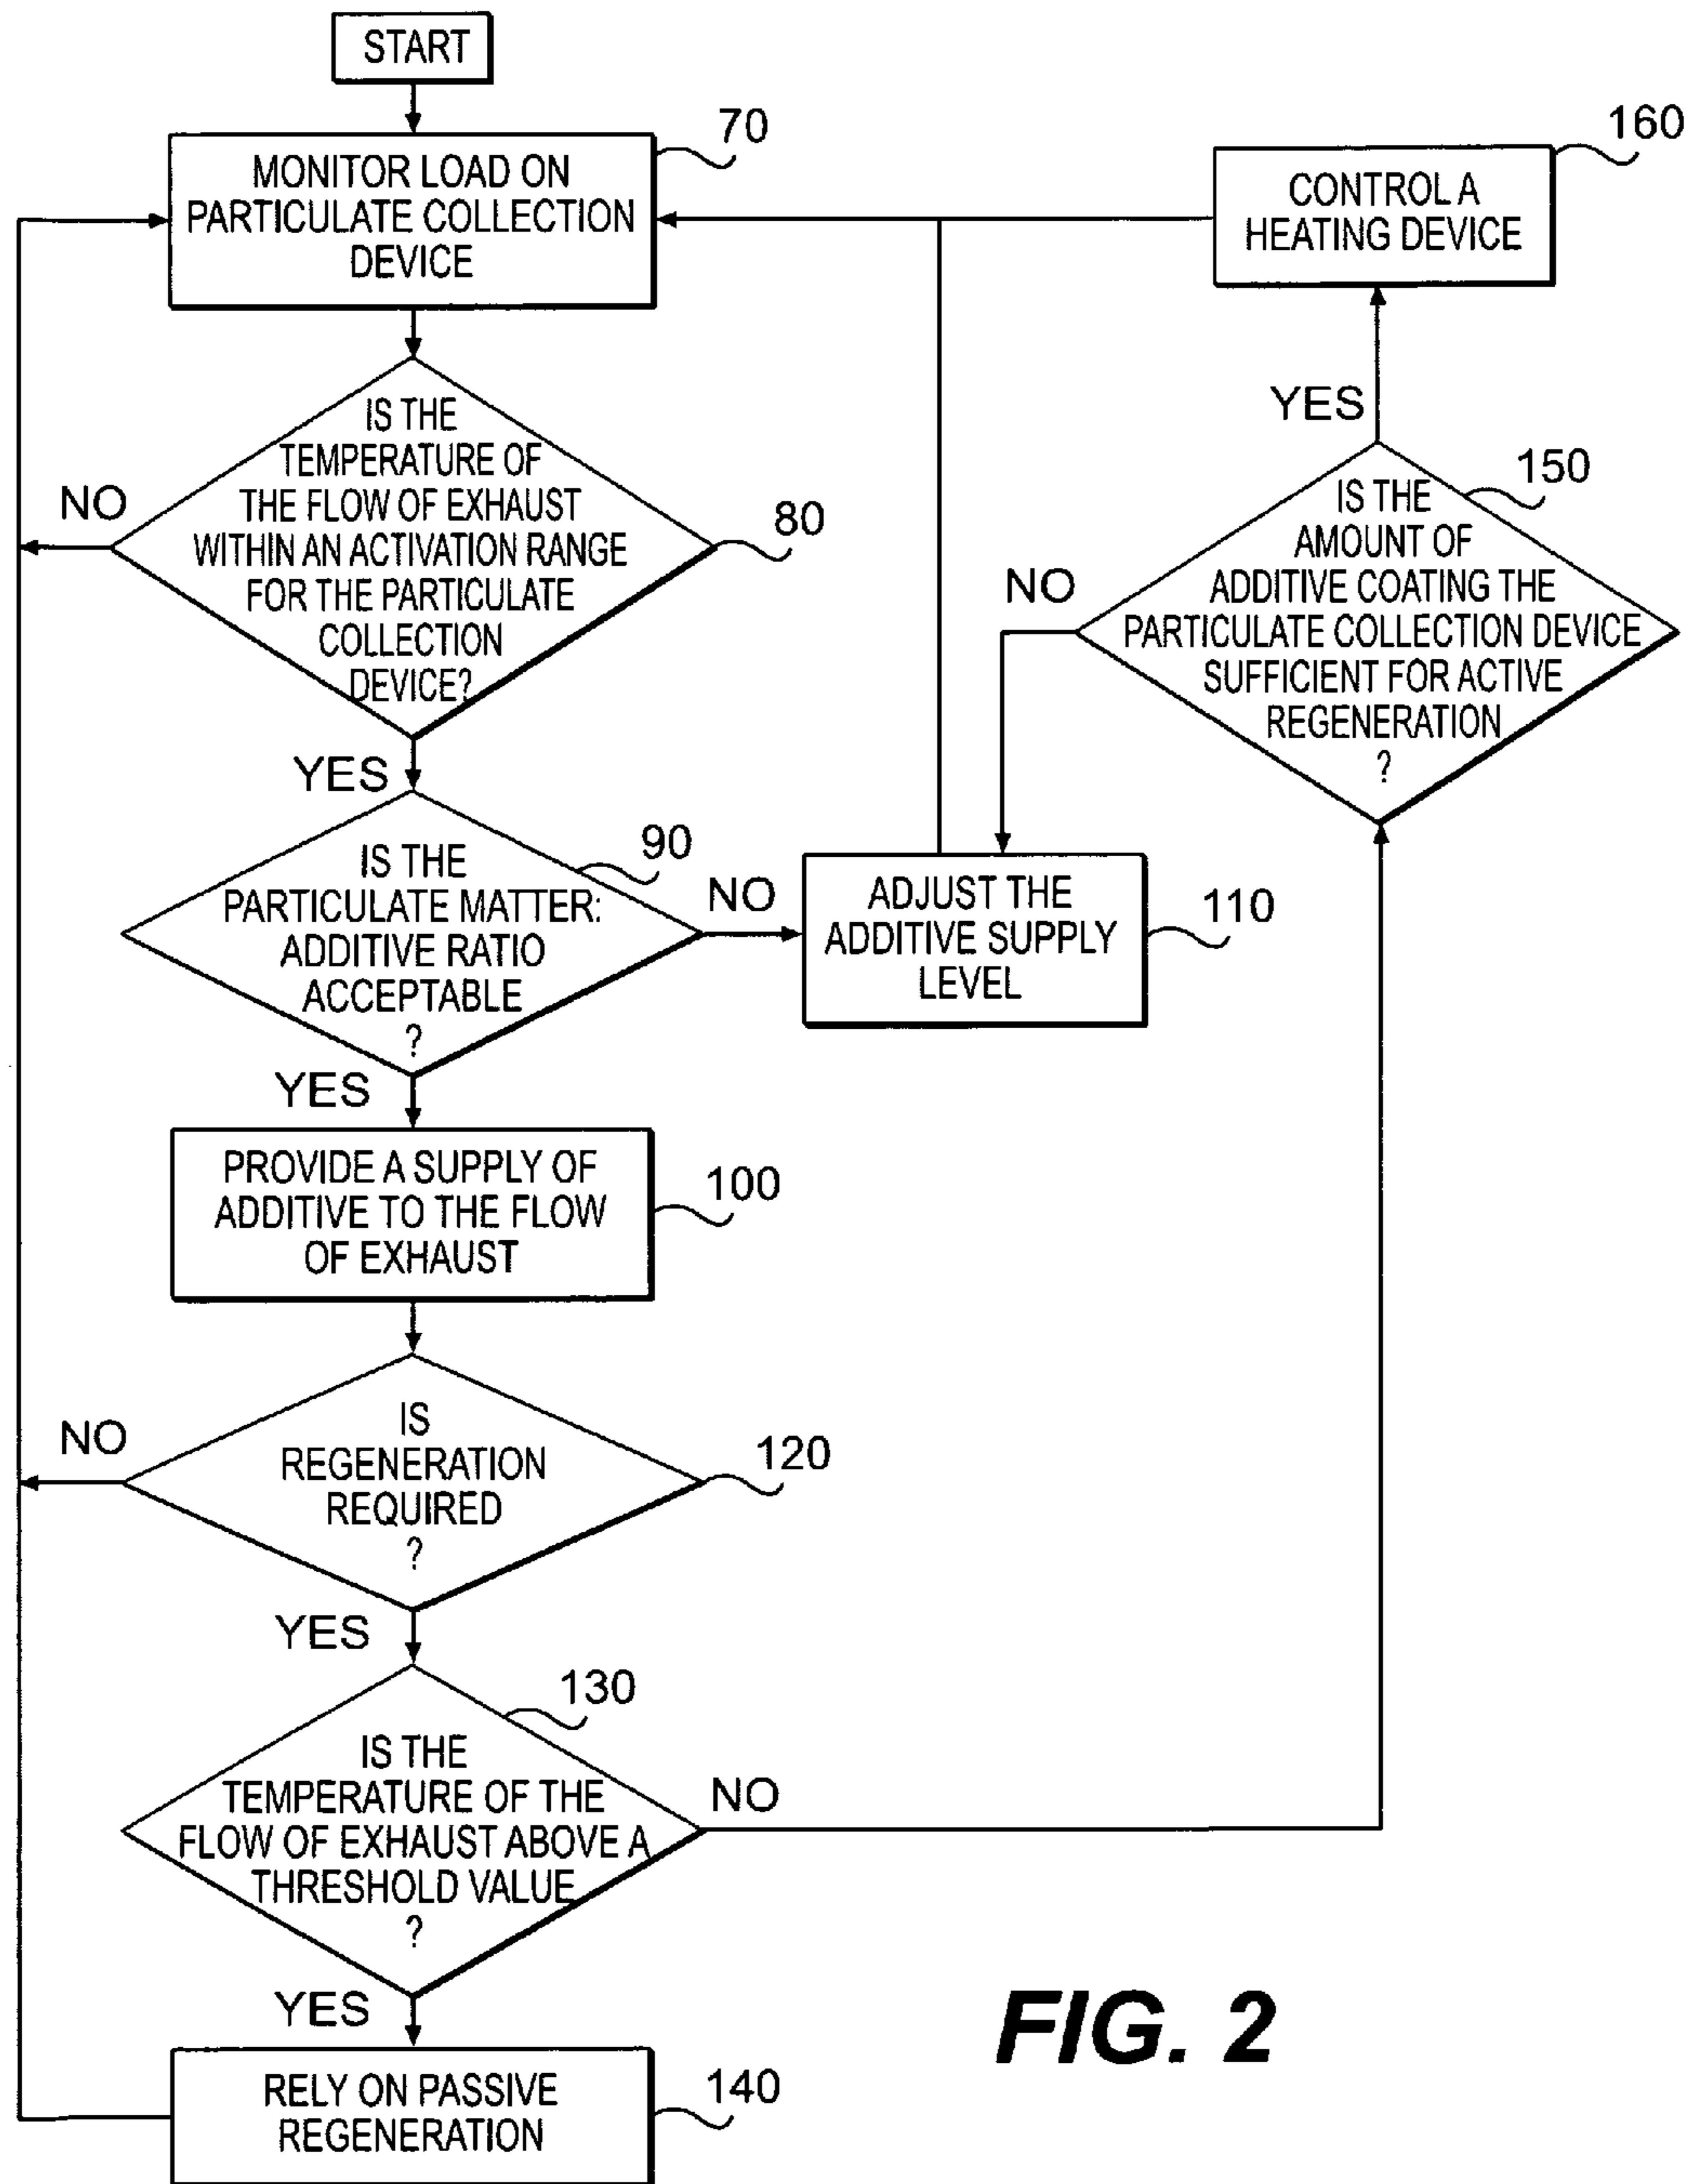 START
70
MONITOR LOAD ON
PARTICULATE COLLECTION
DEVICE
160
CONTROL A
HEATING DEVICE
YES
IS THE
TEMPERATURE OF
THE FLOW OF EXHAUST
WITHIN AN ACTIVATION RANGE
FOR THE PARTICULATE
COLLECTION
DEVICE?
NO
80
150
IS THE
AMOUNT OF
ADDITIVE COATING THE
PARTICULATE COLLECTION DEVICE
SUFFICIENT FOR ACTIVE
REGENERATION
?
NO
YES
90
IS THE
PARTICULATE MATTER:
ADDITIVE RATIO
ACCEPTABLE
?
NO
ADJUST THE
ADDITIVE SUPPLY
LEVEL
110
YES
PROVIDE A SUPPLY OF
ADDITIVE TO THE FLOW
OF EXHAUST
100
NO
IS
REGENERATION
REQUIRED
?
120
YES
130
IS THE
TEMPERATURE OF THE
FLOW OF EXHAUST ABOVE A
THRESHOLD VALUE
?
NO
YES
RELY ON PASSIVE
REGENERATION
140
FIG. 2